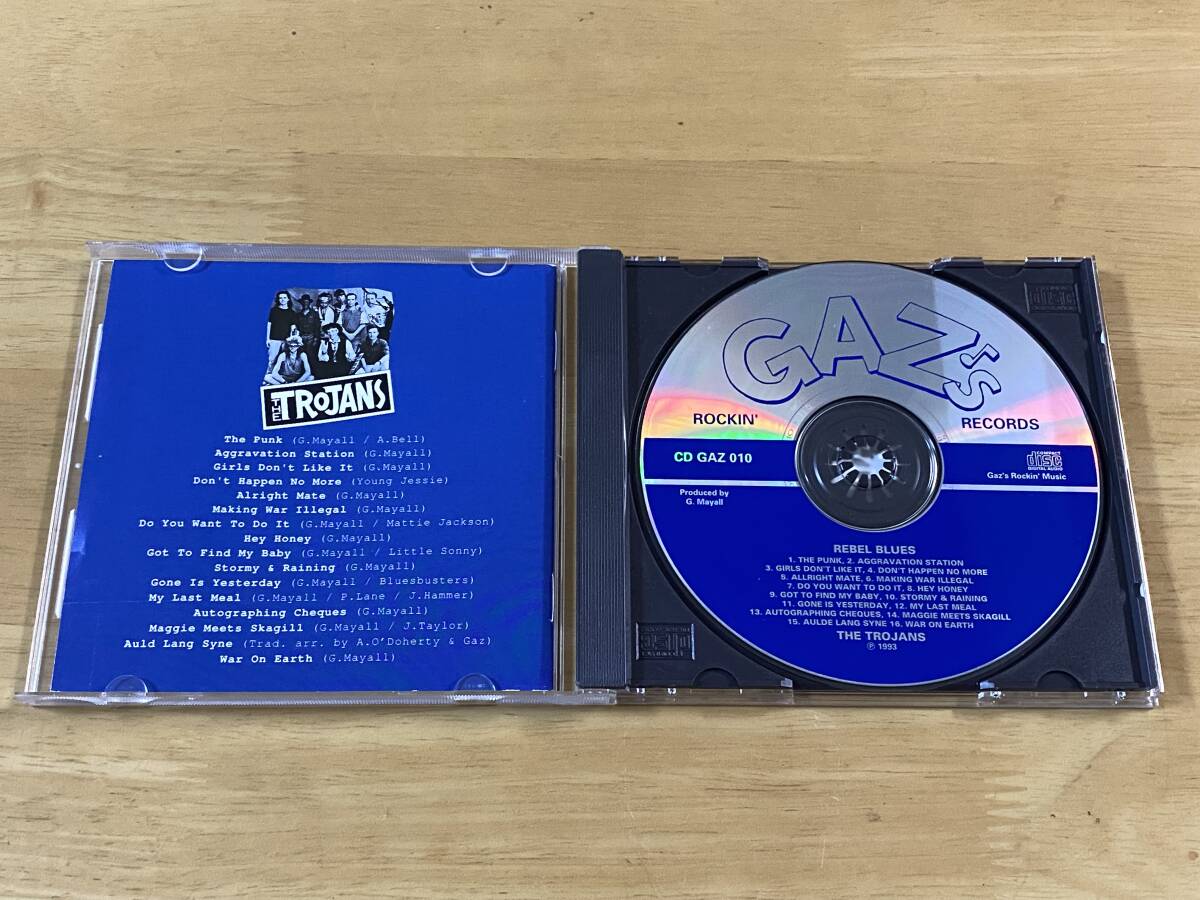 THE TROJANS
The Punk (G.Mayall / A.Bell)
Aggravation Station (G.Mayall)
Girls Don't Like It (G.Mayall)
Don't Happen No More (Young Jessie)
Alright Mate (G.Mayall)
Making War Illegal (G.Mayall)
Do You Want To Do It (G.Mayall / Mattie Jackson)
Hey Honey (G.Mayall)
Got To Find My Baby (G.Mayall / Little Sonny)
Stormy & Raining (G.Mayall)
Gone Is Yesterday (G.Mayall / Bluesbusters)
My Last Meal (G.Mayall / P.Lane / J.Hammer)
Autographing Cheques (G.Mayall)
Maggie Meets Skagill (G.Mayall / J.Taylor)
Auld Lang Syne (Trad. arr. by A.O'Doherty & Gaz)
War On Earth (G.Mayall)
GAZ's
ROCKIN' RECORDS
CD GAZ 010
COMPACT
disc
DIGITAL AUDIO
Gaz's Rockin' Music
Produced by
G. Mayall
REBEL BLUES
1. THE PUNK, 2. AGGRAVATION STATION
3. GIRLS DON'T LIKE IT, 4. DON'T HAPPEN NO MORE
5. ALLRIGHT MATE, 6. MAKING WAR ILLEGAL
7. DO YOU WANT TO DO IT, 8. HEY HONEY
9. GOT TO FIND MY BABY, 10. STORMY & RAINING
11. GONE IS YESTERDAY, 12. MY LAST MEAL
13. AUTOGRAPHING CHEQUES, 14. MAGGIE MEETS SKAGILL
15. AULDE LANG SYNE 16. WAR ON EARTH
THE TROJANS
℗ 1993
disc
disc